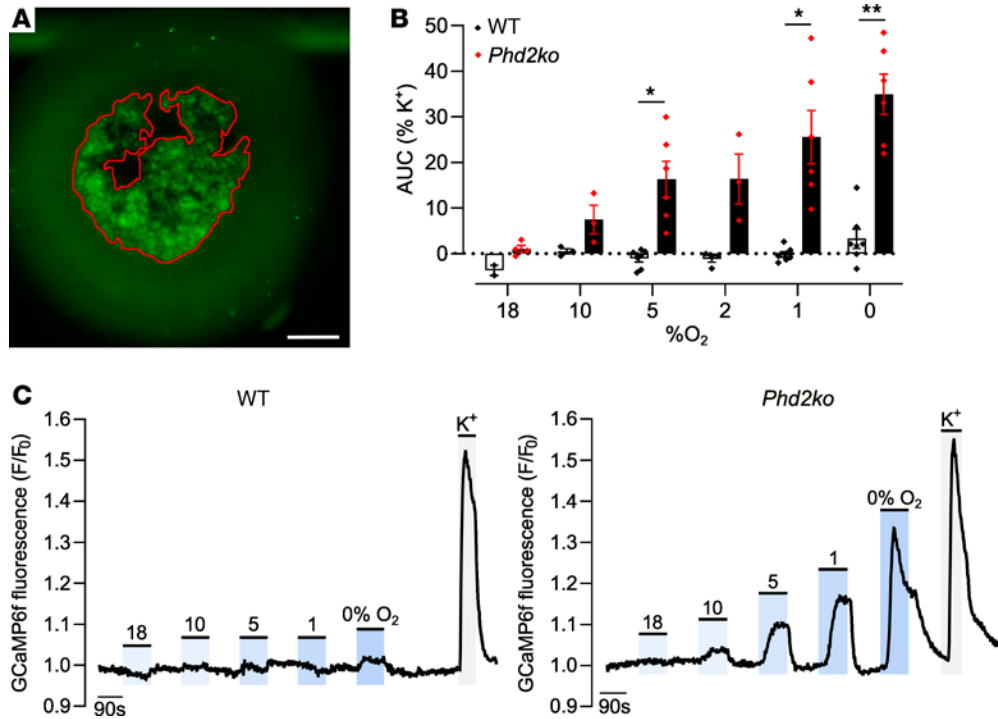 A
B
WT
Phd2ko
AUC (% K⁺)
50
40
30
20
10
0
*
*
**
18 10 5 2 1 0
%O₂
C
WT
GCaMP6f fluorescence (F/F₀)
1.6
1.5
1.4
1.3
1.2
1.1
1.0
0.9
18 10 5 1 0% O₂
K⁺
90s
Phd2ko
GCaMP6f fluorescence (F/F₀)
1.6
1.5
1.4
1.3
1.2
1.1
1.0
0.9
18 10 5 1 0% O₂
K⁺
90s